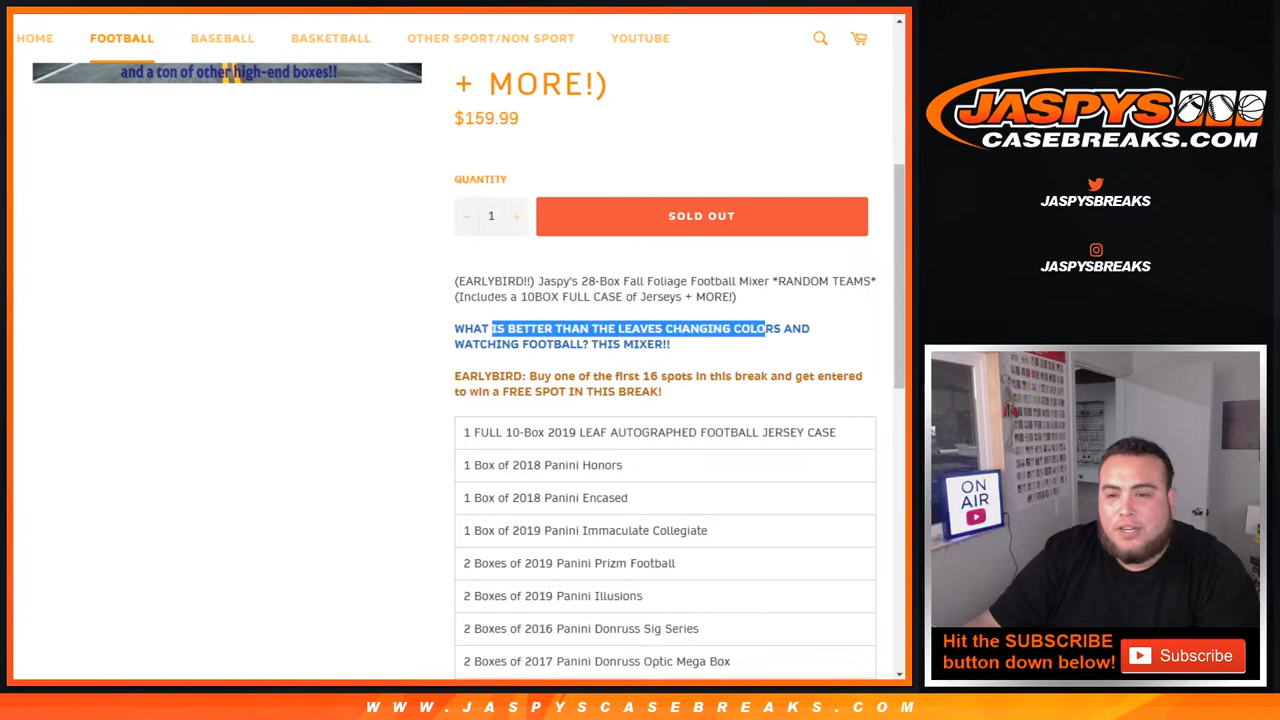 HOME FOOTBALL BASEBALL BASKETBALL OTHER SPORT/NON SPORT YOUTUBE
and a ton of other high-end boxes!!
+ MORE!)
$159.99
QUANTITY
− 1 +
SOLD OUT
(EARLYBIRD!!) Jaspy's 28-Box Fall Foliage Football Mixer *RANDOM TEAMS*
(Includes a 10BOX FULL CASE of Jerseys + MORE!)
WHAT IS BETTER THAN THE LEAVES CHANGING COLORS AND
WATCHING FOOTBALL? THIS MIXER!!
EARLYBIRD: Buy one of the first 16 spots in this break and get entered
to win a FREE SPOT IN THIS BREAK!
1 FULL 10-Box 2019 LEAF AUTOGRAPHED FOOTBALL JERSEY CASE
1 Box of 2018 Panini Honors
1 Box of 2018 Panini Encased
1 Box of 2019 Panini Immaculate Collegiate
2 Boxes of 2019 Panini Prizm Football
2 Boxes of 2019 Panini Illusions
2 Boxes of 2016 Panini Donruss Sig Series
2 Boxes of 2017 Panini Donruss Optic Mega Box
JASPYS
CASEBREAKS.COM
JASPYSBREAKS
JASPYSBREAKS
ON
AIR
Hit the SUBSCRIBE
button down below!
Subscribe
WWW.JASPYSCASEBREAKS.COM